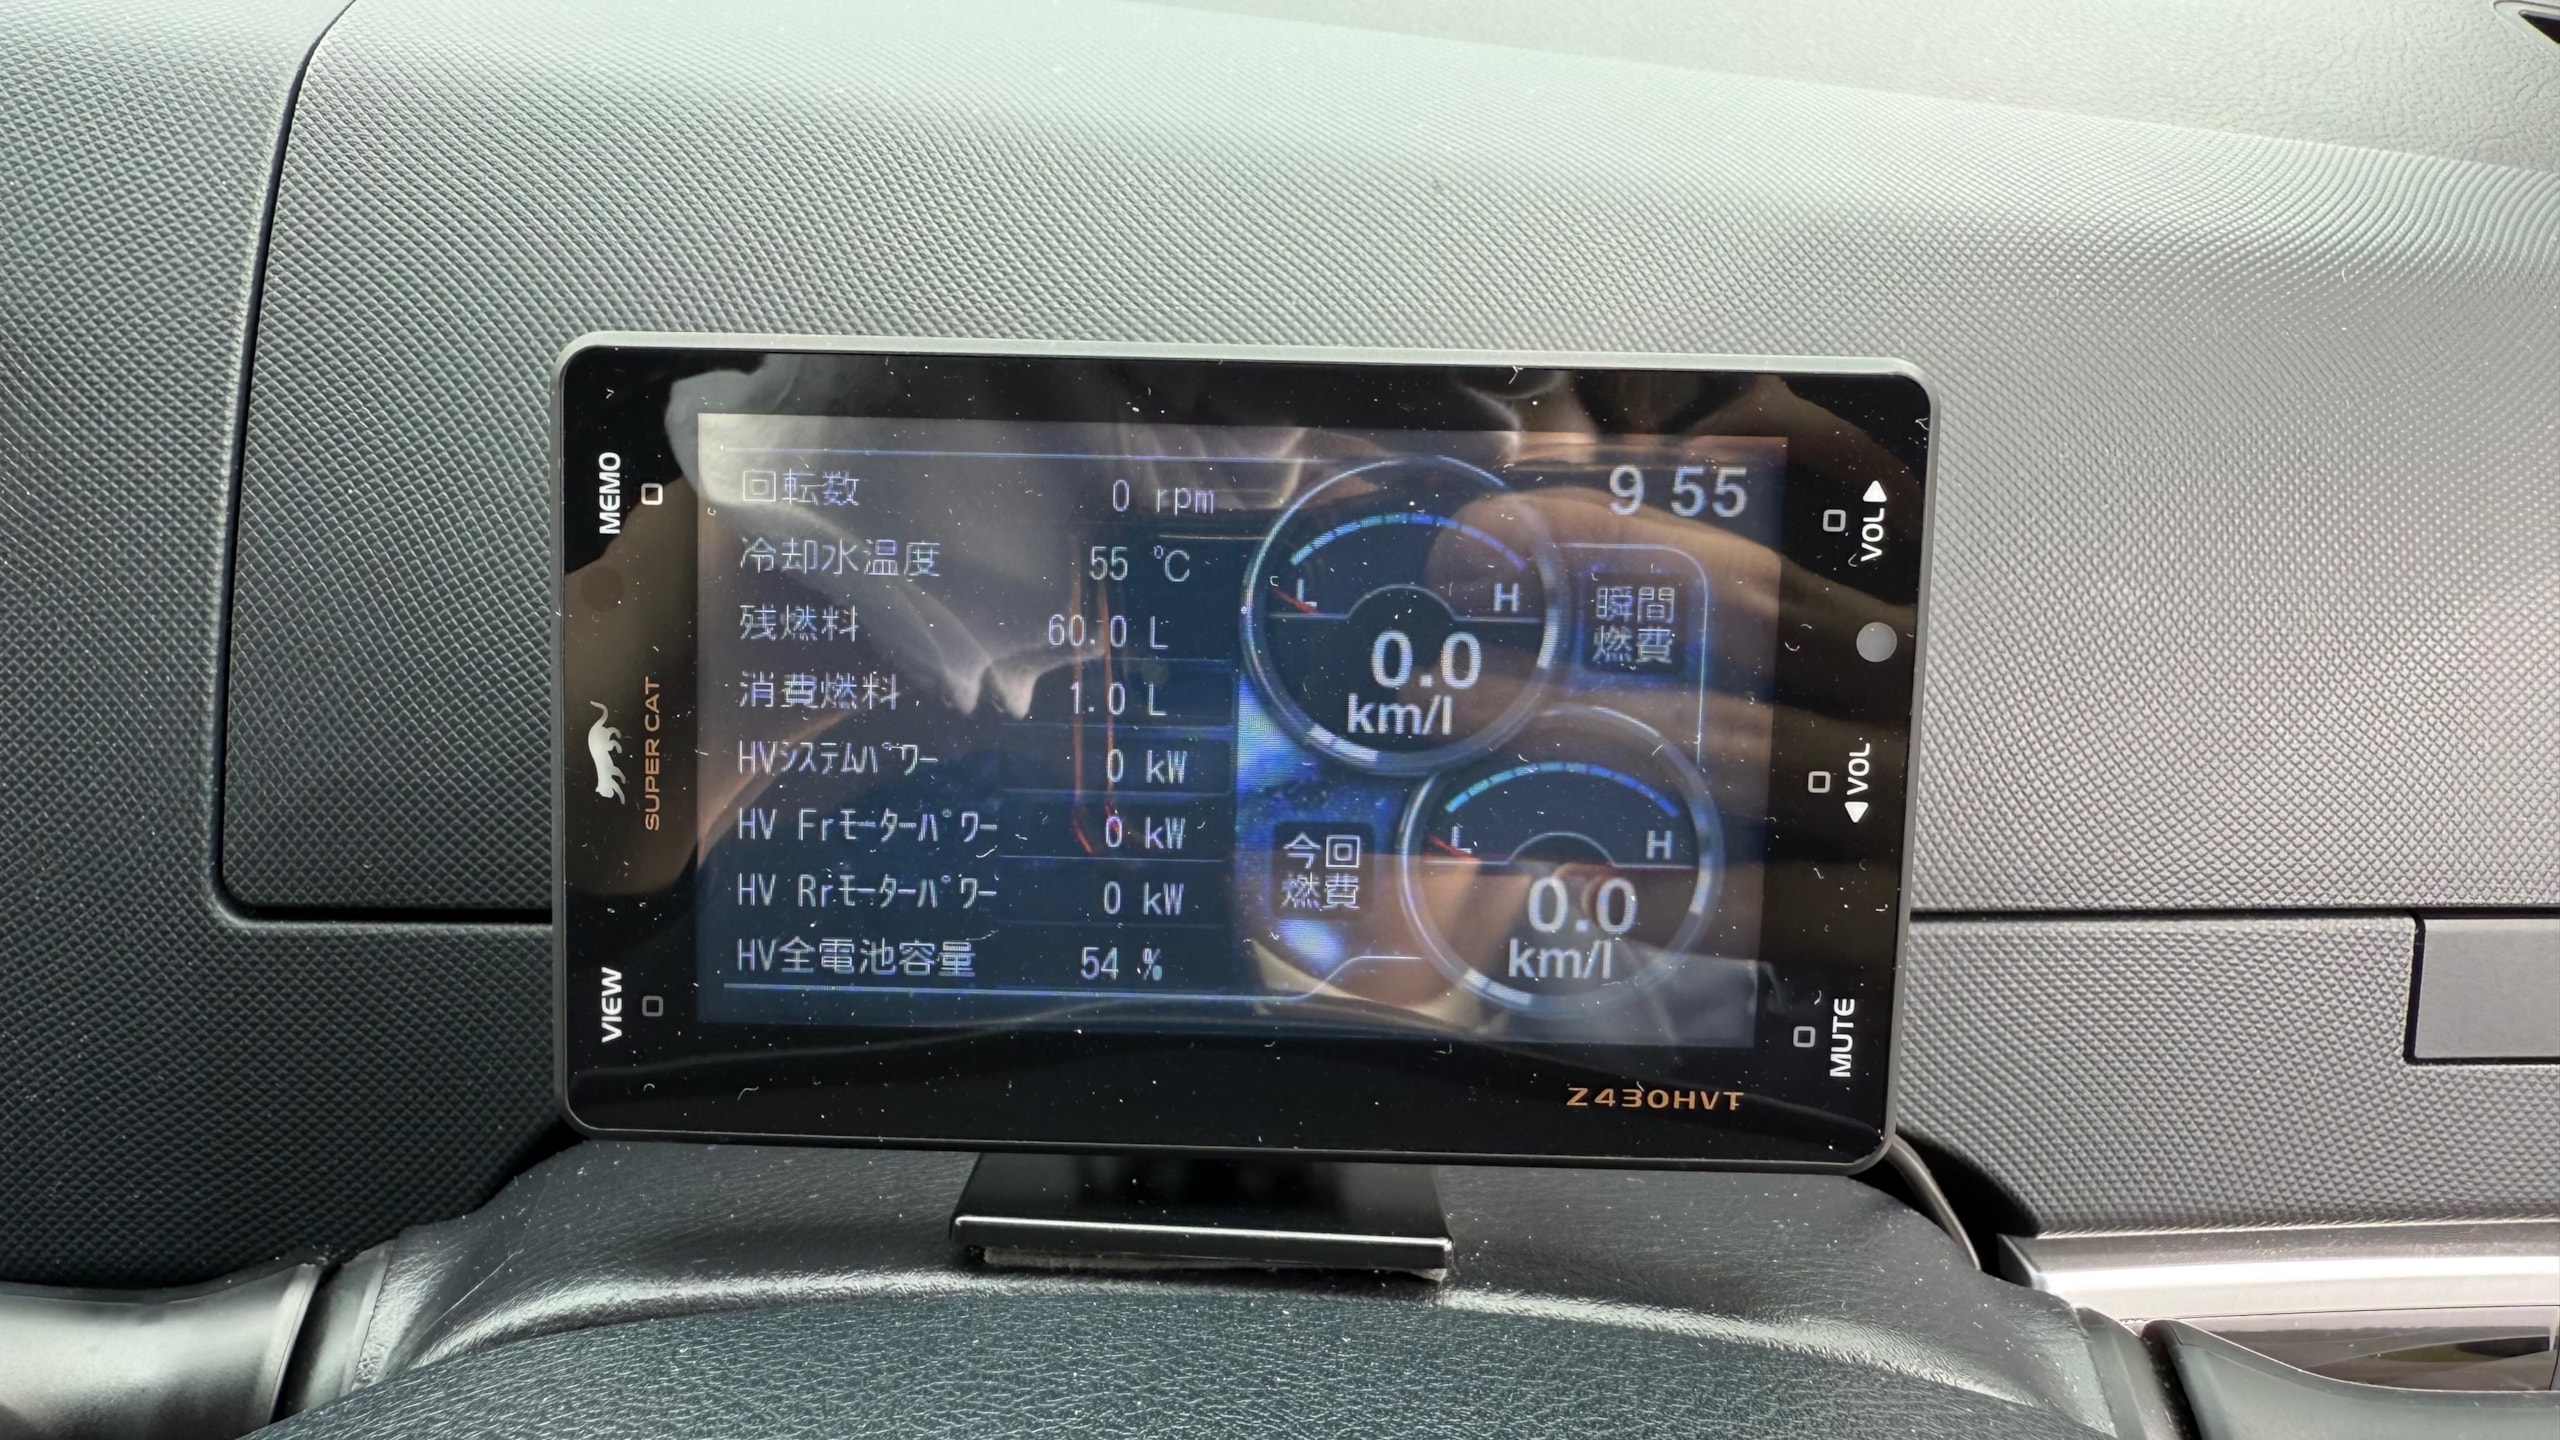 MEMO
SUPER CAT
VIEW
回転数 0 rpm
冷却水温度 55 ℃
残燃料 60.0 L
消費燃料 1.0 L
HVｼｽﾃﾑﾊﾟﾜｰ 0 kW
HV Frﾓｰﾀｰﾊﾟﾜｰ 0 kW
HV Rrﾓｰﾀｰﾊﾟﾜｰ 0 kW
HV全電池容量 54 %
9 55
L H
0.0
km/l
瞬間
燃費
今回
燃費
L H
0.0
km/l
VOL
VOL
MUTE
Z430HVT